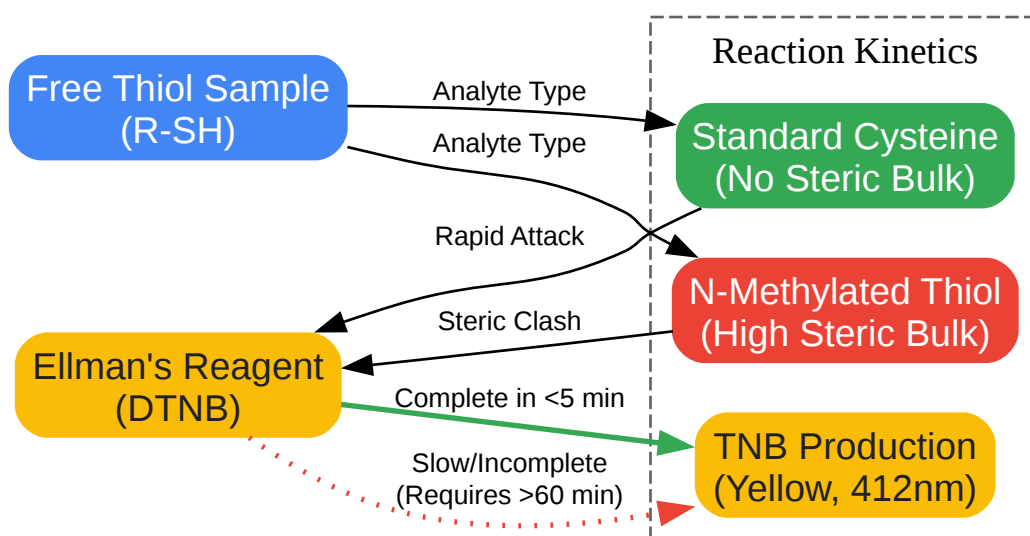 Reaction Kinetics
Free Thiol Sample
(R-SH)
Analyte Type
Analyte Type
Standard Cysteine
(No Steric Bulk)
Rapid Attack
N-Methylated Thiol
(High Steric Bulk)
Steric Clash
Ellman's Reagent
(DTNB)
Complete in <5 min
TNB Production
(Yellow, 412nm)
Slow/Incomplete
(Requires >60 min)